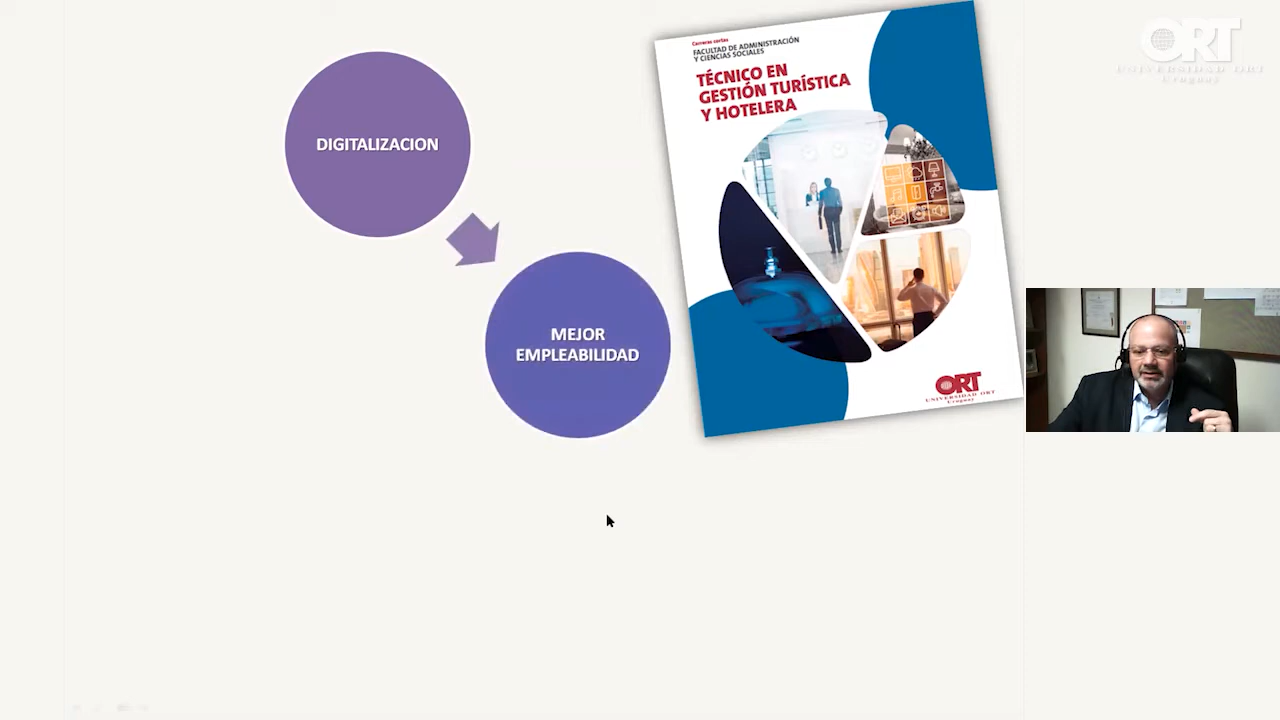 DIGITALIZACION
MEJOR
EMPLEABILIDAD
Carreras cortas
FACULTAD DE ADMINISTRACIÓN
Y CIENCIAS SOCIALES
TÉCNICO EN
GESTIÓN TURÍSTICA
Y HOTELERA
ORT
UNIVERSIDAD ORT
Uruguay
ORT
UNIVERSIDAD ORT
Uruguay